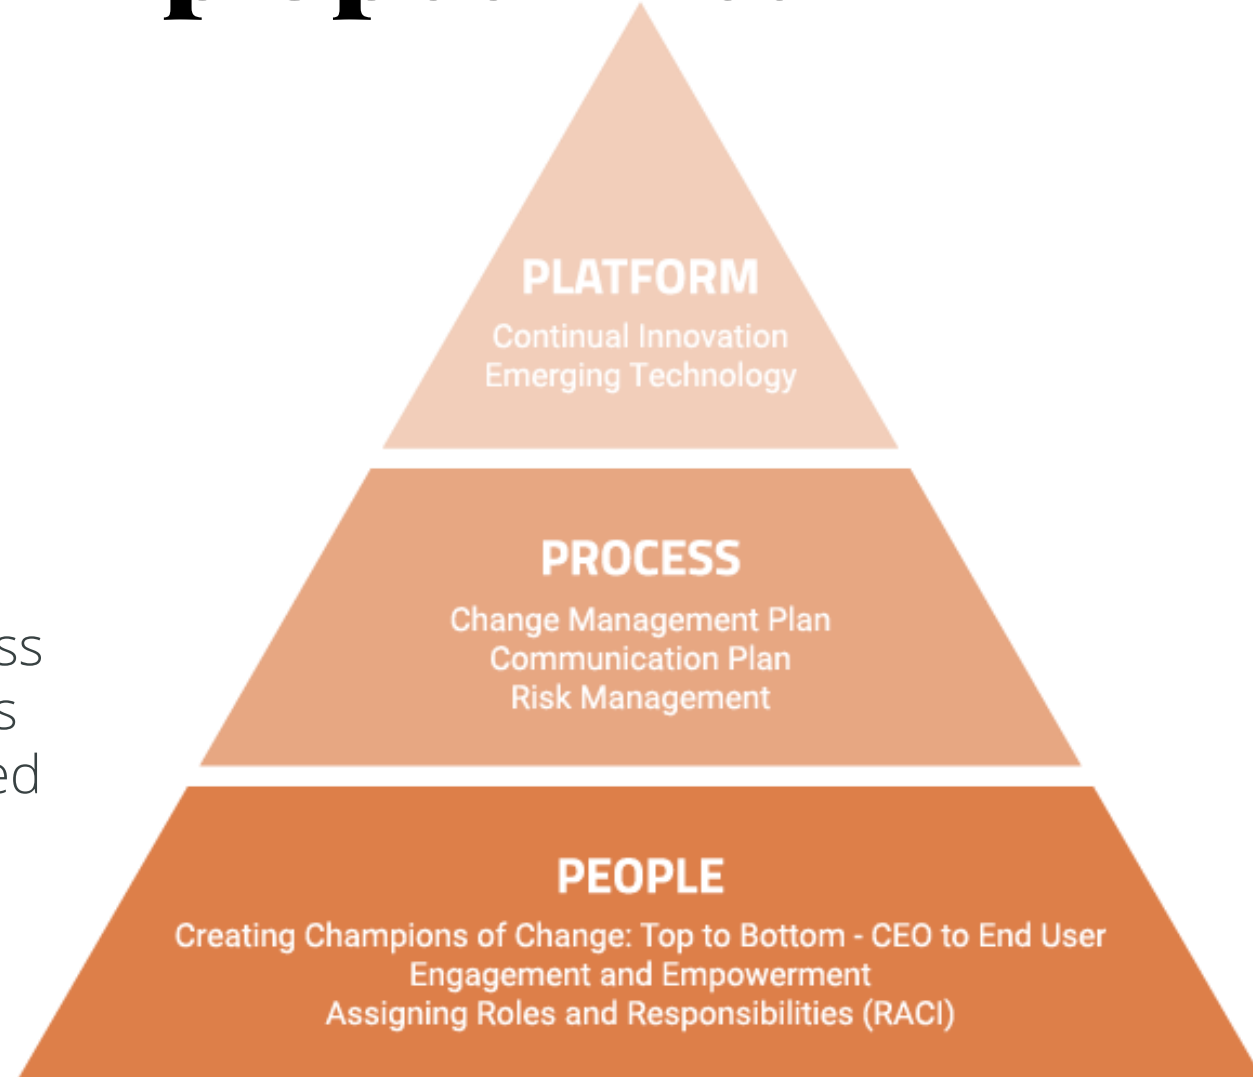 PLATFORM
Continual Innovation
Emerging Technology
PROCESS
Change Management Plan
Communication Plan
Risk Management
PEOPLE
Creating Champions of Change: Top to Bottom - CEO to End User
Engagement and Empowerment
Assigning Roles and Responsibilities (RACI)